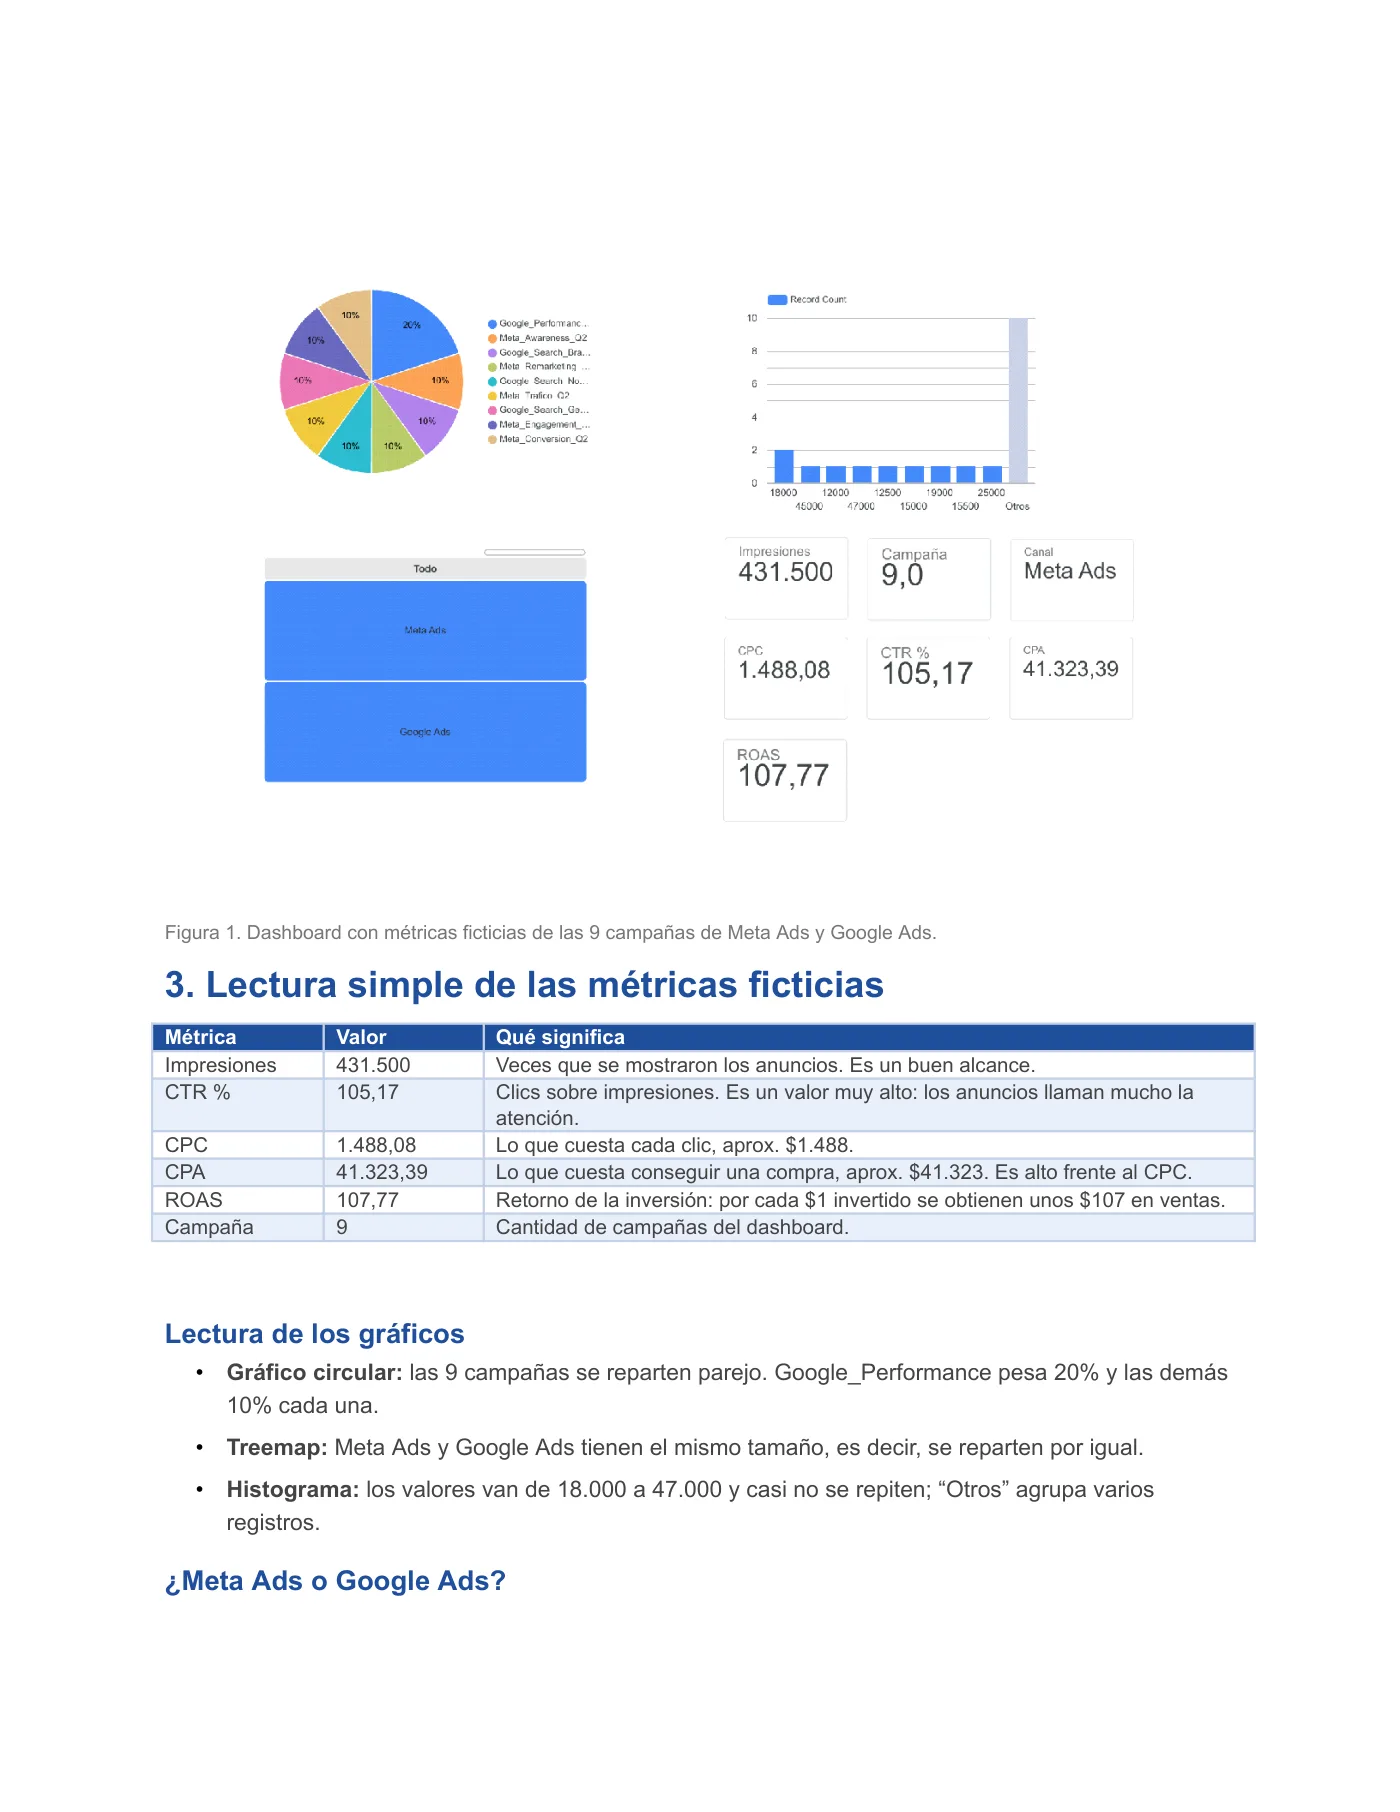 20%
10%
10%
10%
10%
10%
10%
10%
10%
Google_Performanc...
Meta_Awareness_Q2
Google_Search_Bra...
Meta_Remarketing_...
Google_Search_No...
Meta_Trafico_Q2
Google_Search_Ge...
Meta_Engagement_...
Meta_Conversion_Q2
Record Count
10
8
6
4
2
0
18000 12000 12500 19000 25000
45000 47000 15000 15500 Otros
Todo
Meta Ads
Google Ads
Impresiones
431.500
Campaña
9,0
Canal
Meta Ads
CPC
1.488,08
CTR %
105,17
CPA
41.323,39
ROAS
107,77
Figura 1. Dashboard con métricas ficticias de las 9 campañas de Meta Ads y Google Ads.
3. Lectura simple de las métricas ficticias
Métrica Valor Qué significa
Impresiones 431.500 Veces que se mostraron los anuncios. Es un buen alcance.
CTR % 105,17 Clics sobre impresiones. Es un valor muy alto: los anuncios llaman mucho la
atención.
CPC 1.488,08 Lo que cuesta cada clic, aprox. $1.488.
CPA 41.323,39 Lo que cuesta conseguir una compra, aprox. $41.323. Es alto frente al CPC.
ROAS 107,77 Retorno de la inversión: por cada $1 invertido se obtienen unos $107 en ventas.
Campaña 9 Cantidad de campañas del dashboard.
Lectura de los gráficos
• Gráfico circular: las 9 campañas se reparten parejo. Google_Performance pesa 20% y las demás
10% cada una.
• Treemap: Meta Ads y Google Ads tienen el mismo tamaño, es decir, se reparten por igual.
• Histograma: los valores van de 18.000 a 47.000 y casi no se repiten; “Otros” agrupa varios
registros.
¿Meta Ads o Google Ads?